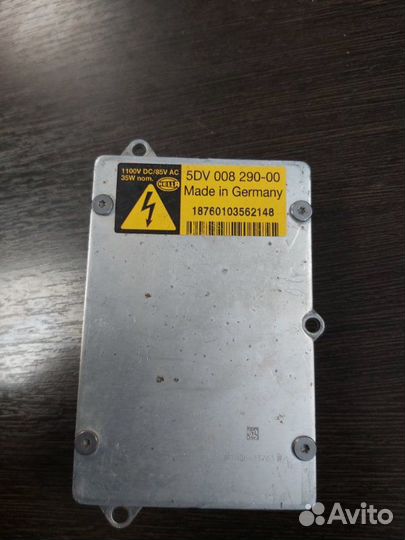 1100V DC/85V AC
35W nom.
HELLA
5DV 008 290-00
Made in Germany
18760103562148
Avito